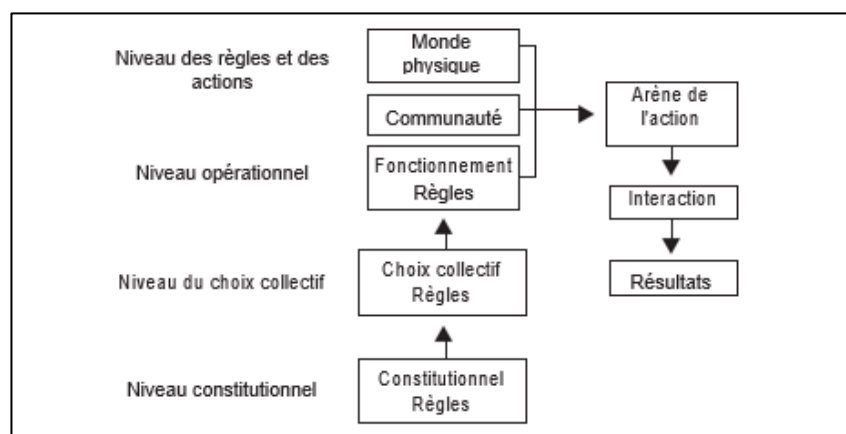 Niveau des règles et des
actions
Monde
physique
Communauté
Arène de
l'action
Niveau opérationnel
Fonctionnement
Règles
Interaction
Niveau du choix collectif
Choix collectif
Règles
Résultats
Niveau constitutionnel
Constitutionnel
Règles